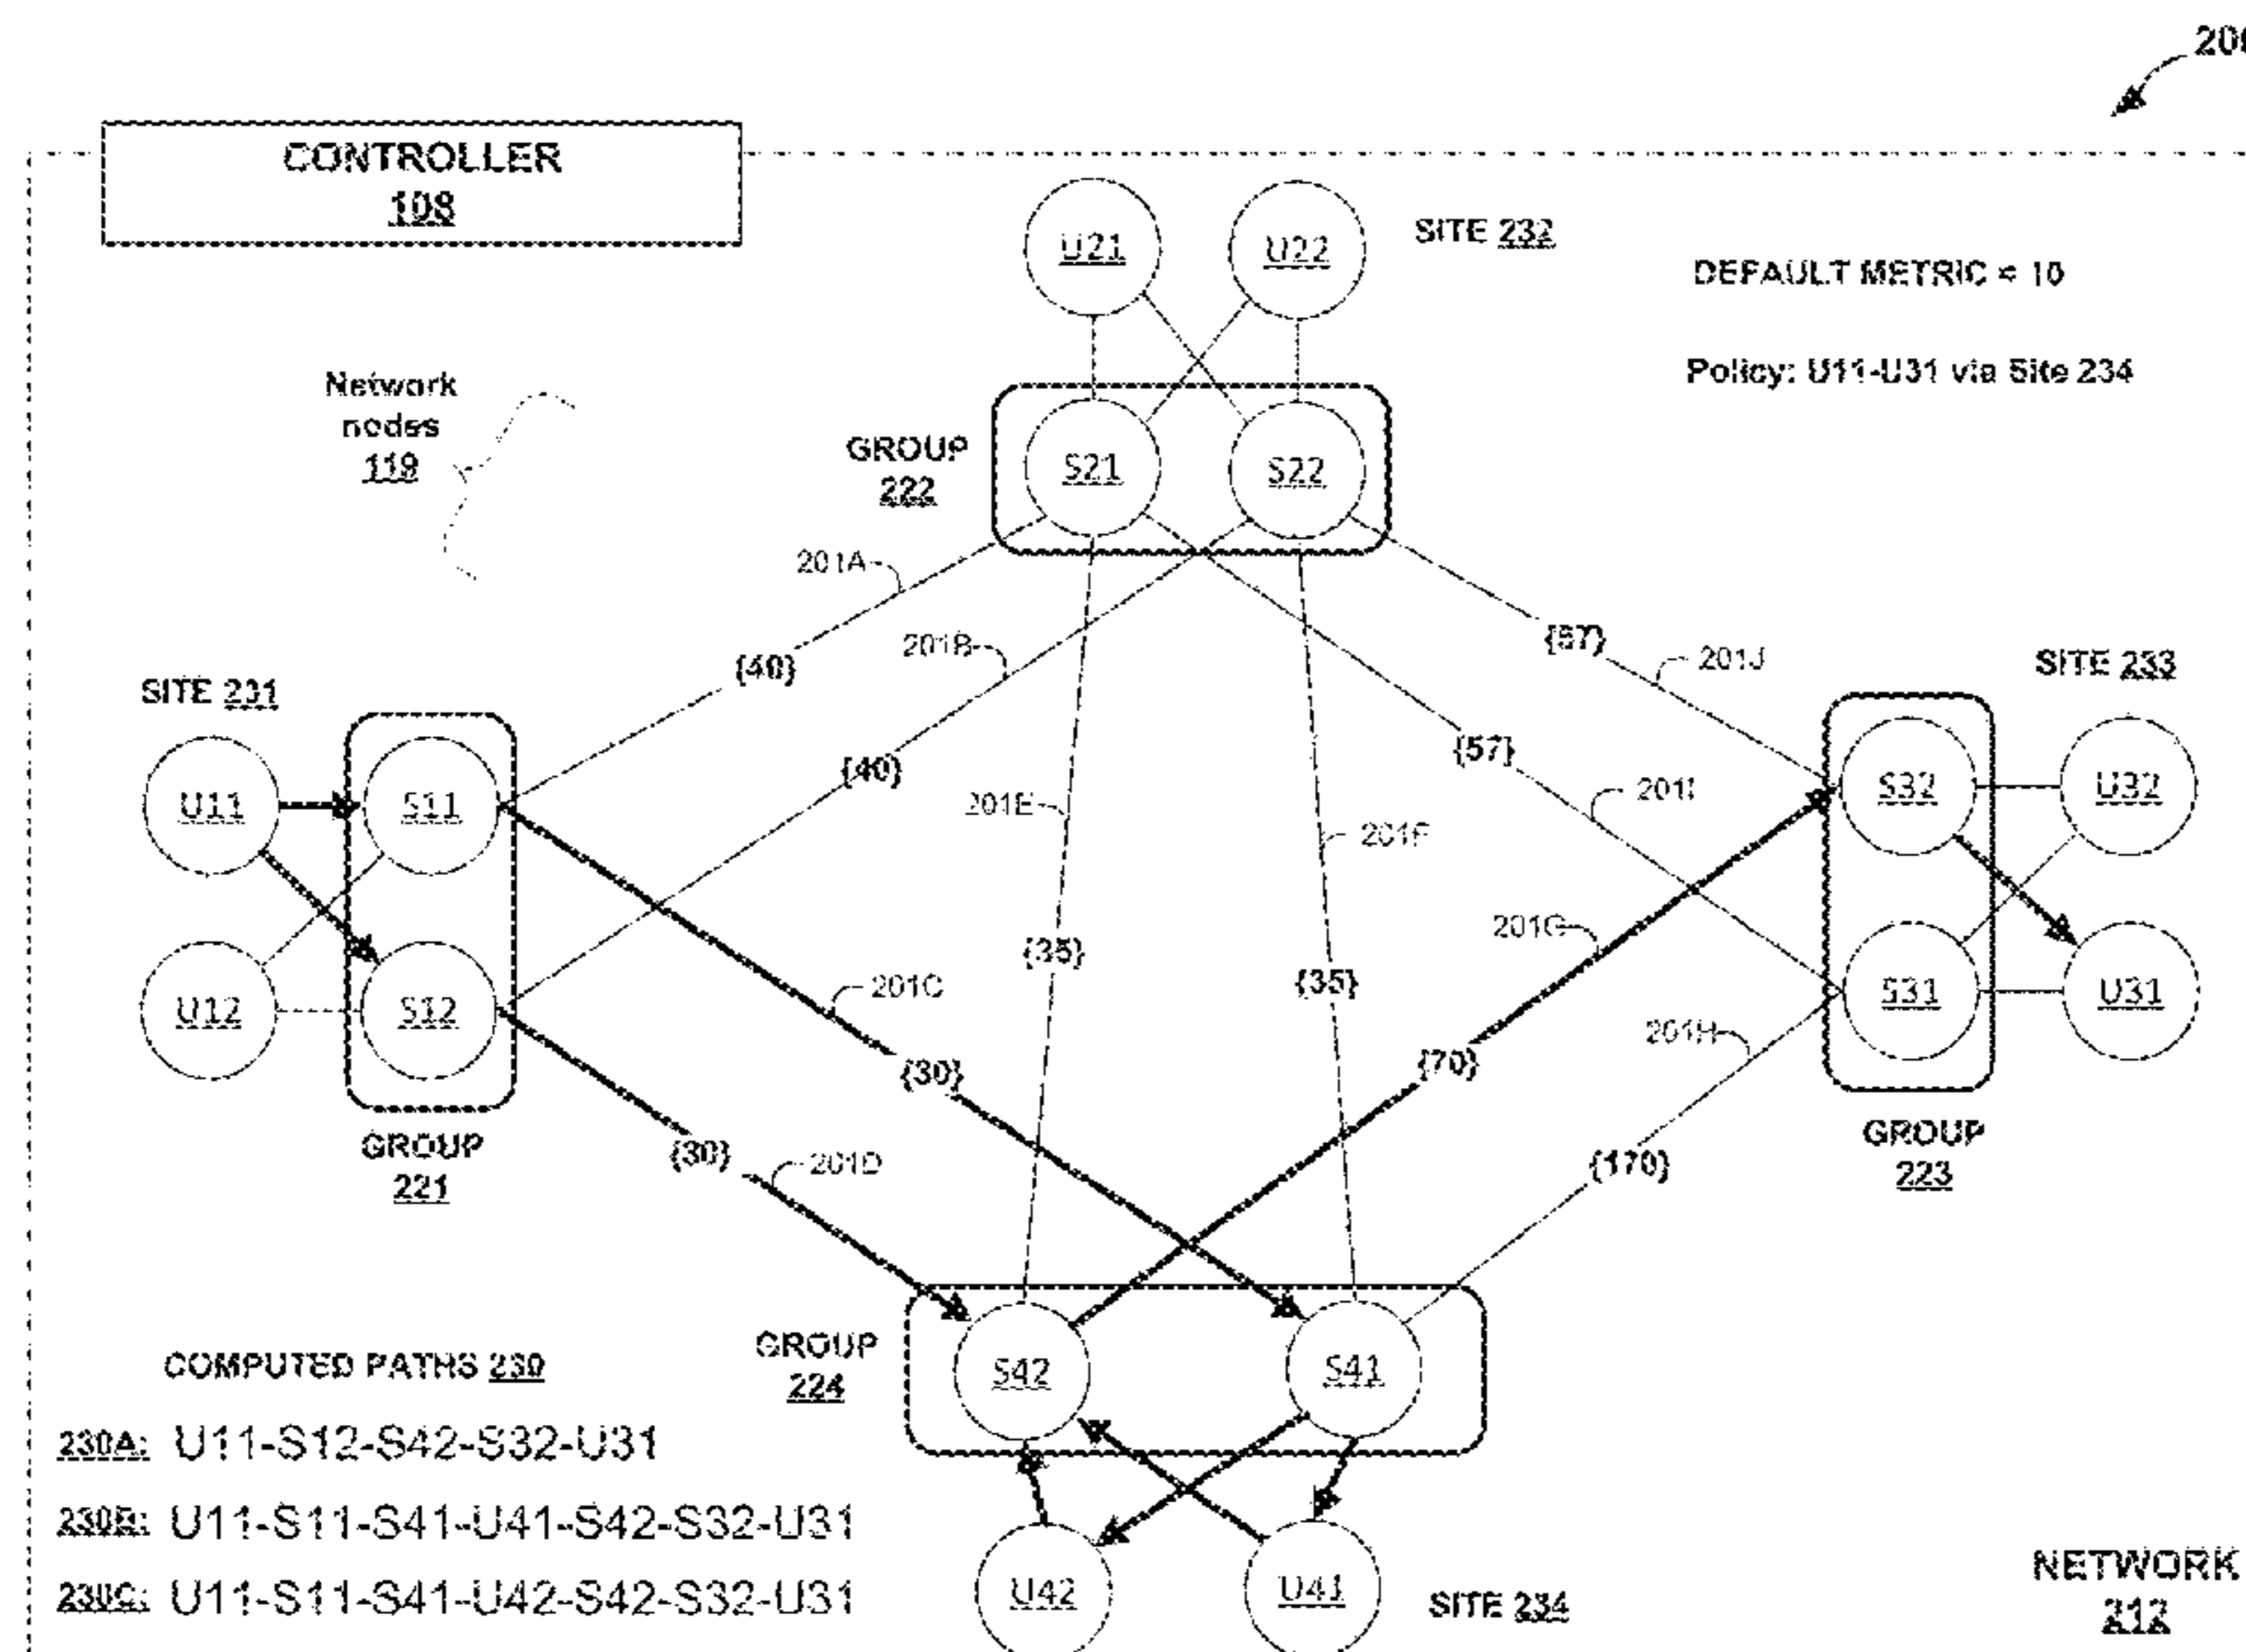 CONTROLLER
108
U21
U22
SITE 232
DEFAULT METRIC = 10
Policy: U11-U31 via Site 234
Network
nodes
119
GROUP
222
S21
S22
201A
201B
{40}
{40}
201J
{57}
201I
201E
201F
{35}
{35}
SITE 231
U11
S11
U12
S12
GROUP
221
SITE 233
S32
U32
S31
U31
GROUP
223
201C
{30}
201D
{30}
201G
{70}
201H
{170}
GROUP
224
S42
S41
U42
U41
SITE 234
COMPUTED PATHS 230
230A: U11-S12-S42-S32-U31
230B: U11-S11-S41-U41-S42-S32-U31
230C: U11-S11-S41-U42-S42-S32-U31
NETWORK
212